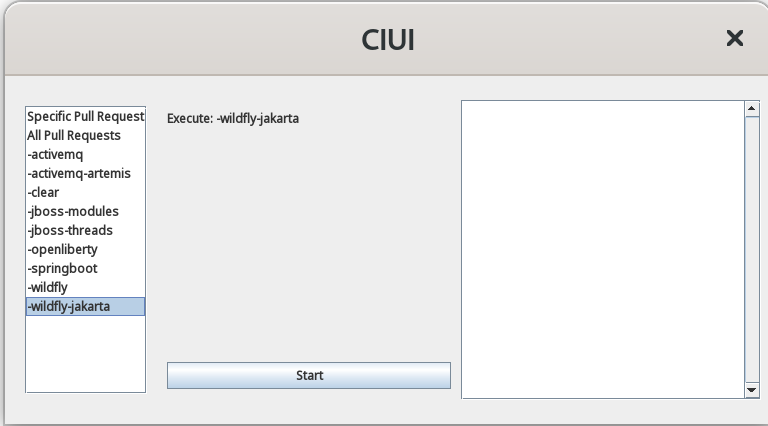 CIUI
Specific Pull Request
All Pull Requests
-activemq
-activemq-artemis
-clear
-jboss-modules
-jboss-threads
-openliberty
-springboot
-wildfly
-wildfly-jakarta
Execute: -wildfly-jakarta
Start